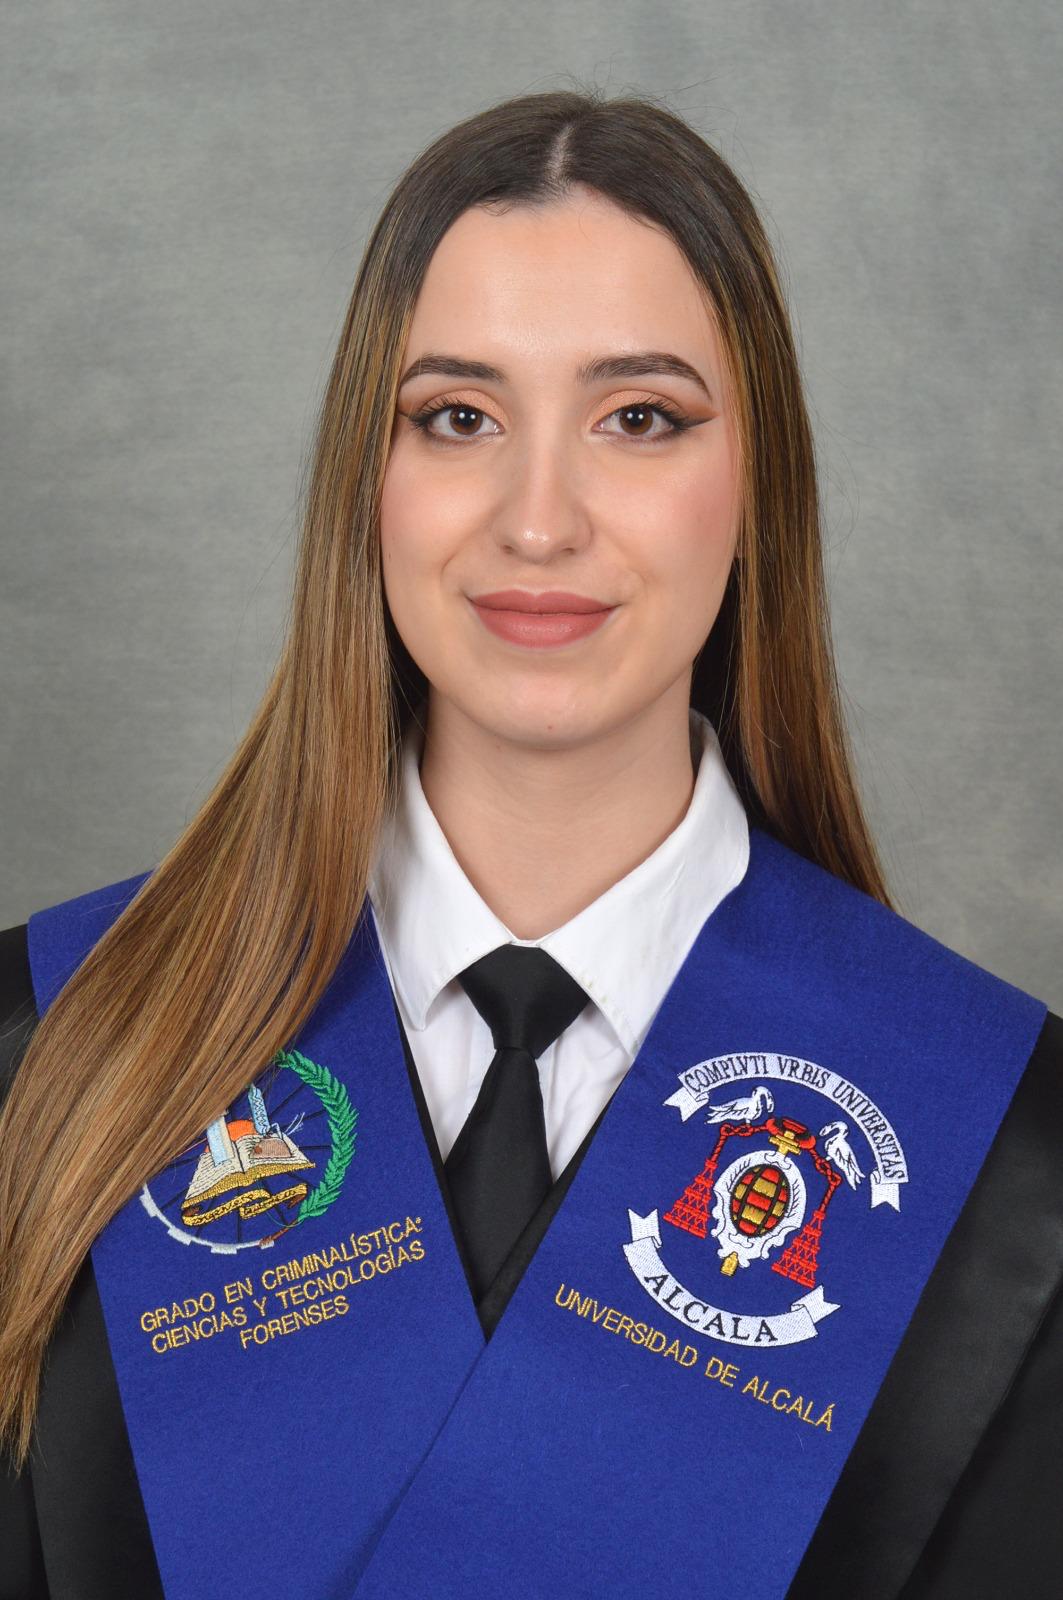 GRADO EN CRIMINALÍSTICA:
CIENCIAS Y TECNOLOGÍAS
FORENSES
COMPLVTI VRBIS UNIVERSITAS
ALCALA
UNIVERSIDAD DE ALCALÁ